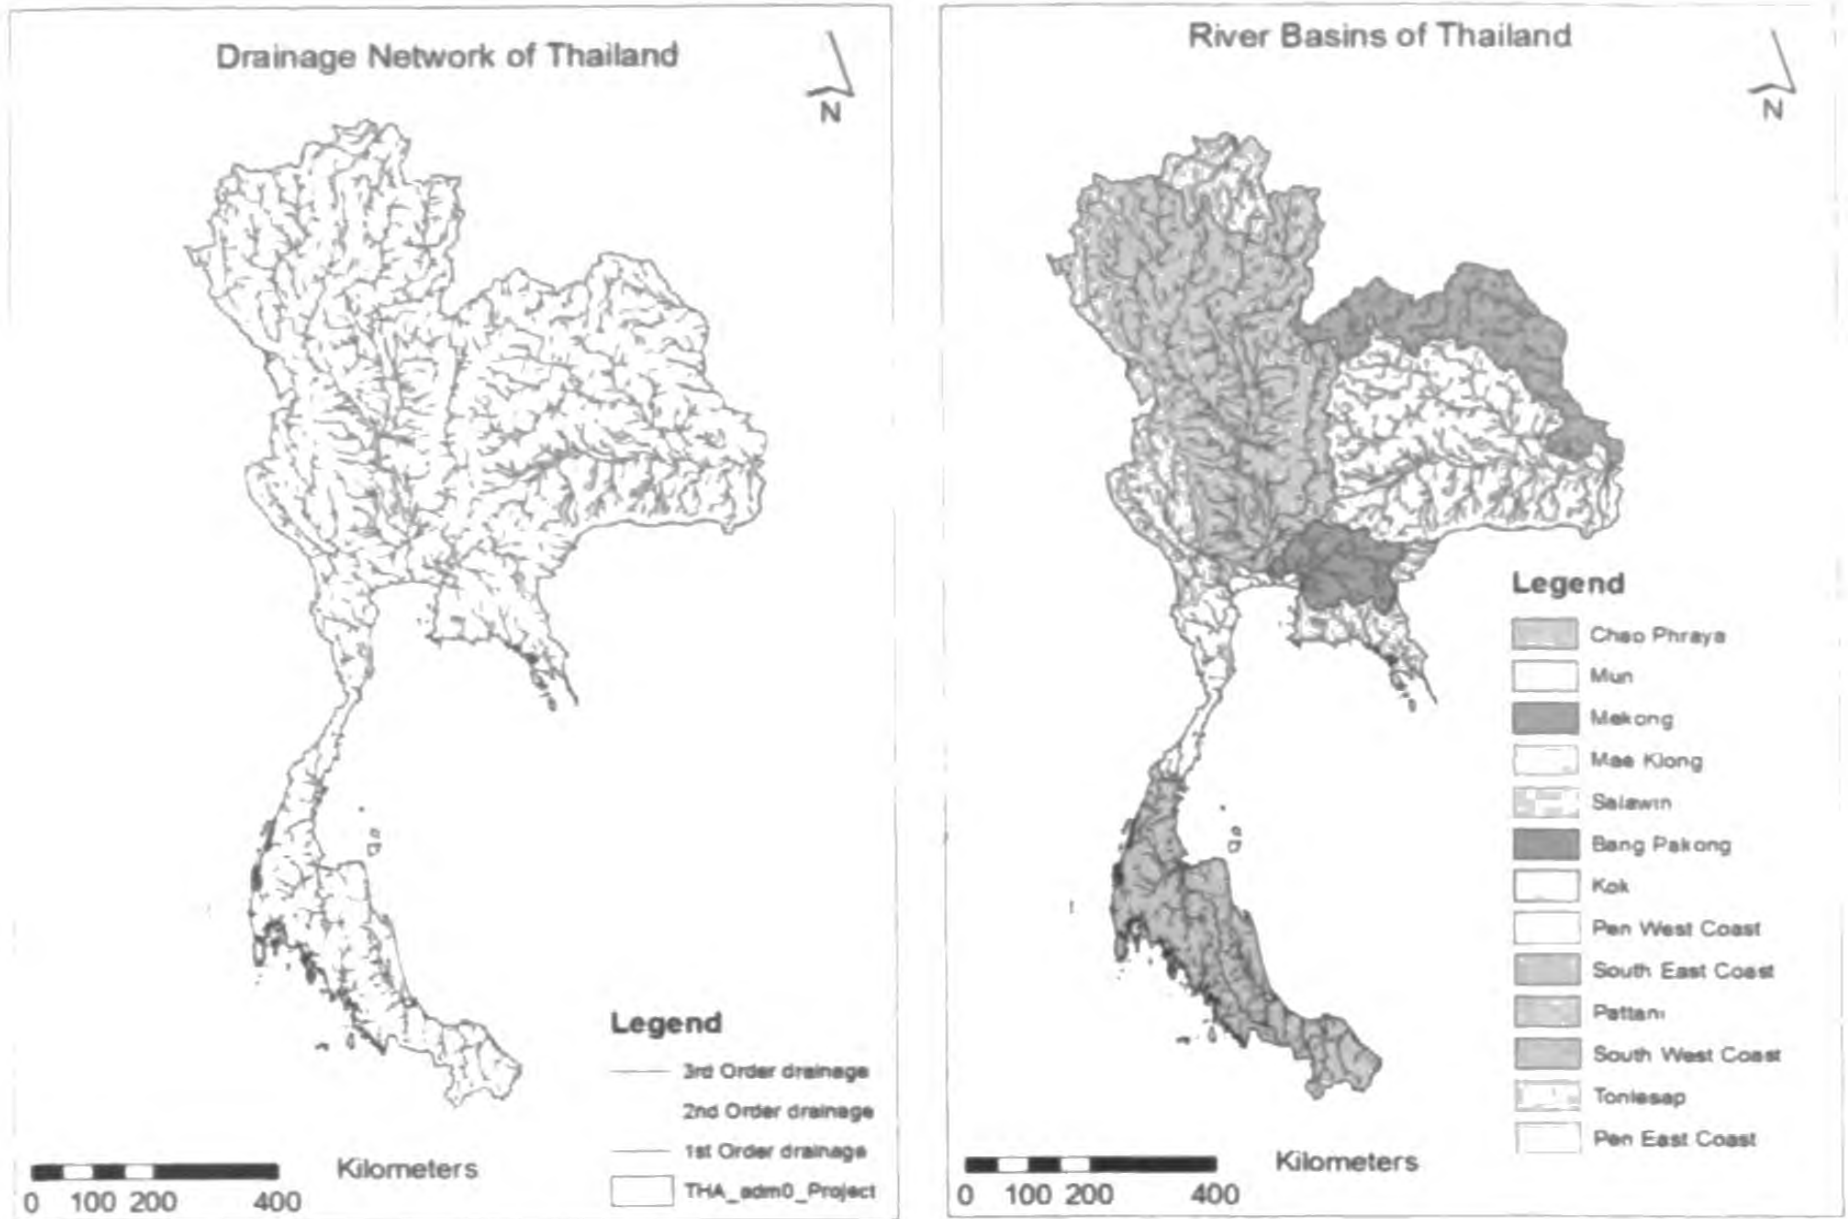 Drainage Network of Thailand
N
Legend
3rd Order drainage
2nd Order drainage
1st Order drainage
THA_adm0_Project
Kilometers
0 100 200 400
River Basins of Thailand
N
Legend
Chao Phraya
Mun
Mekong
Mae Klong
Salawin
Bang Pakong
Kok
Pen West Coast
South East Coast
Pattani
South West Coast
Tonlesap
Pen East Coast
Kilometers
0 100 200 400